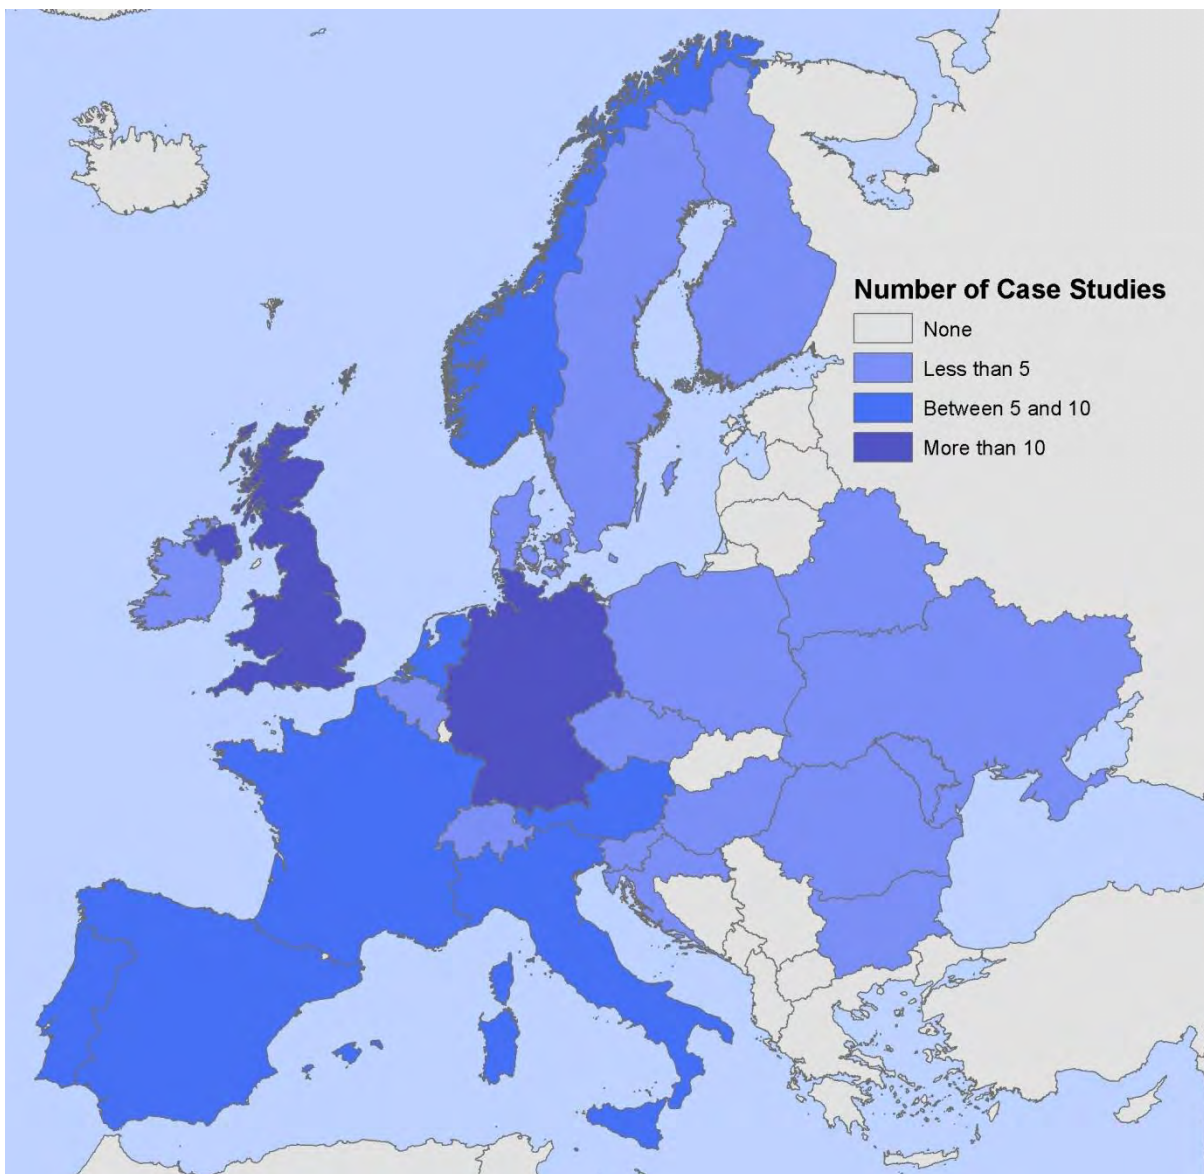 Number of Case Studies
None
Less than 5
Between 5 and 10
More than 10